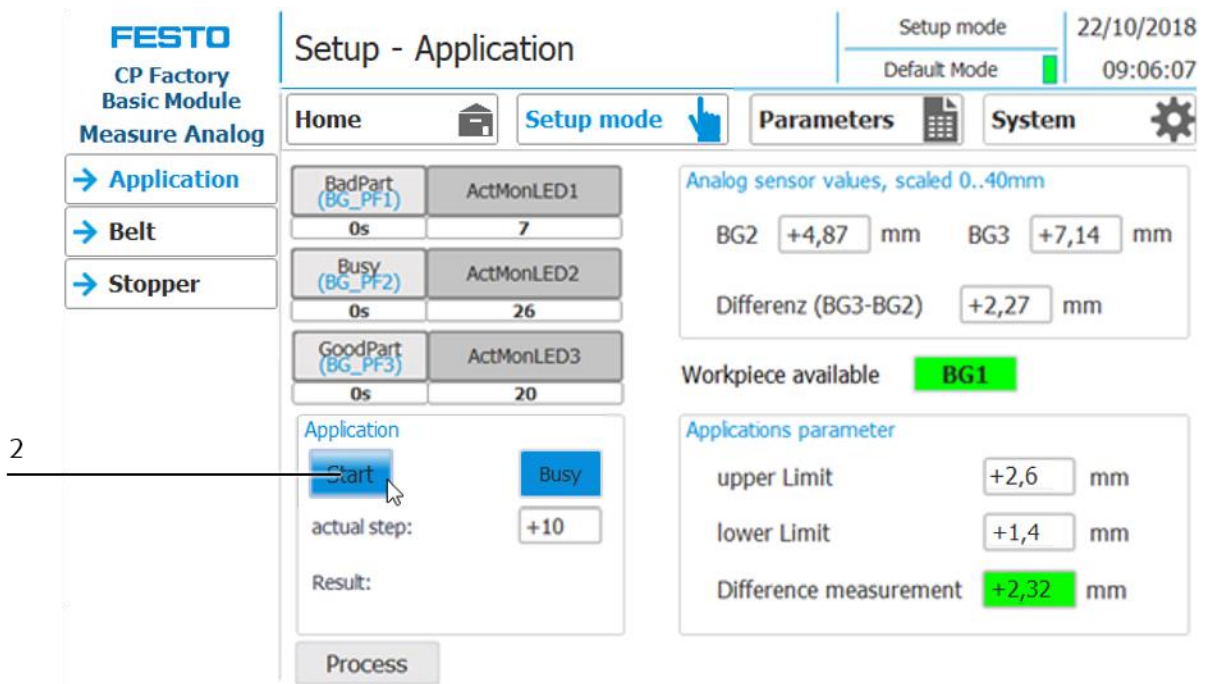 FESTO
CP Factory
Basic Module
Measure Analog
Setup - Application
Setup mode
Default Mode
22/10/2018
09:06:07
Home
Setup mode
Parameters
System
Application
Belt
Stopper
BadPart
(BG_PF1)
ActMonLED1
0s
7
Busy
(BG_PF2)
ActMonLED2
0s
26
GoodPart
(BG_PF3)
ActMonLED3
0s
20
Analog sensor values, scaled 0..40mm
BG2 +4,87 mm BG3 +7,14 mm
Differenz (BG3-BG2) +2,27 mm
Workpiece available BG1
2
Application
Start
Busy
actual step: +10
Result:
Process
Applications parameter
upper Limit +2,6 mm
lower Limit +1,4 mm
Difference measurement +2,32 mm